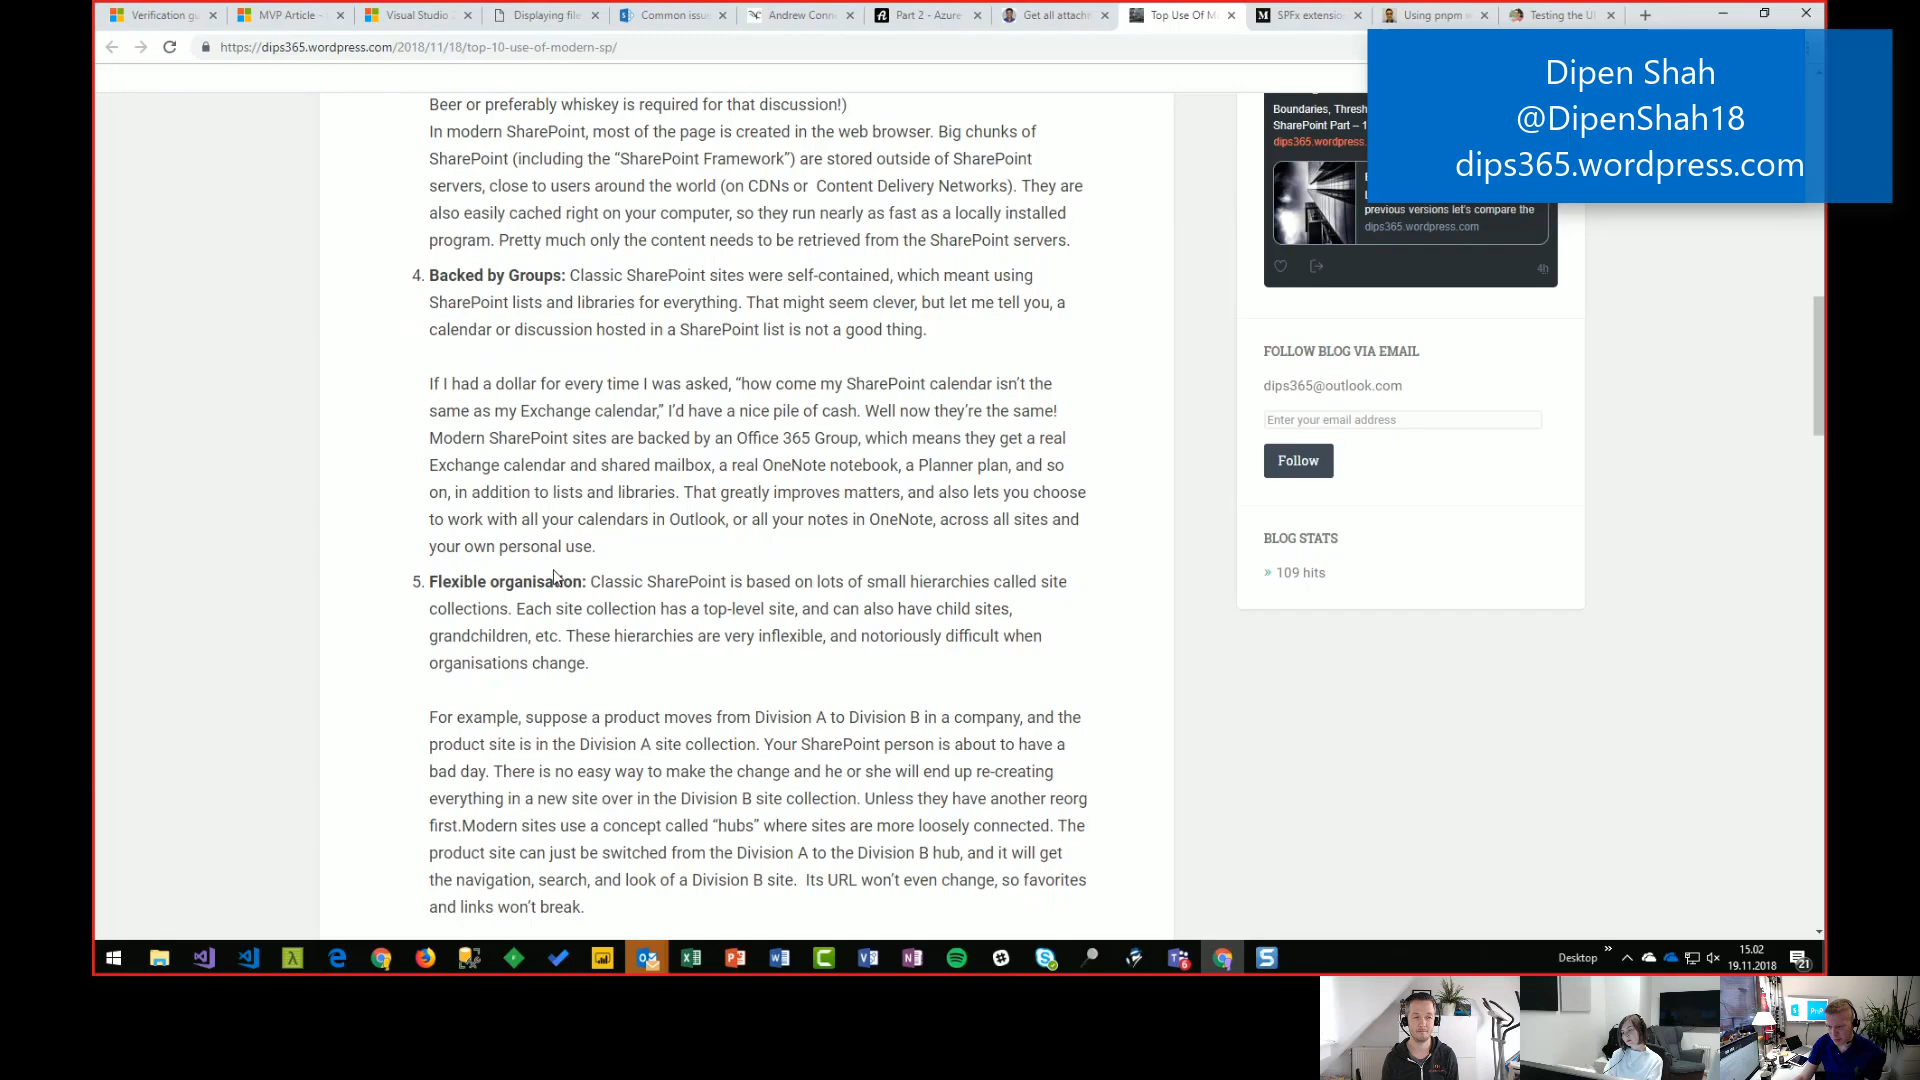 Verification gu
MVP Article –
Visual Studio
Displaying file
Common issu
Andrew Conn
Part 2 - Azure
Get all attach
Top Use Of M
SPFx extensio
Using pnpm
Testing the UI
https://dips365.wordpress.com/2018/11/18/top-10-use-of-modern-sp/
Dipen Shah
@DipenShah18
dips365.wordpress.com
Beer or preferably whiskey is required for that discussion!)
In modern SharePoint, most of the page is created in the web browser. Big chunks of
SharePoint (including the “SharePoint Framework”) are stored outside of SharePoint
servers, close to users around the world (on CDNs or  Content Delivery Networks). They are
also easily cached right on your computer, so they run nearly as fast as a locally installed
program. Pretty much only the content needs to be retrieved from the SharePoint servers.
4. Backed by Groups: Classic SharePoint sites were self-contained, which meant using
SharePoint lists and libraries for everything. That might seem clever, but let me tell you, a
calendar or discussion hosted in a SharePoint list is not a good thing.
If I had a dollar for every time I was asked, “how come my SharePoint calendar isn’t the
same as my Exchange calendar,” I’d have a nice pile of cash. Well now they’re the same!
Modern SharePoint sites are backed by an Office 365 Group, which means they get a real
Exchange calendar and shared mailbox, a real OneNote notebook, a Planner plan, and so
on, in addition to lists and libraries. That greatly improves matters, and also lets you choose
to work with all your calendars in Outlook, or all your notes in OneNote, across all sites and
your own personal use.
5. Flexible organisation: Classic SharePoint is based on lots of small hierarchies called site
collections. Each site collection has a top-level site, and can also have child sites,
grandchildren, etc. These hierarchies are very inflexible, and notoriously difficult when
organisations change.
For example, suppose a product moves from Division A to Division B in a company, and the
product site is in the Division A site collection. Your SharePoint person is about to have a
bad day. There is no easy way to make the change and he or she will end up re-creating
everything in a new site over in the Division B site collection. Unless they have another reorg
first.Modern sites use a concept called “hubs” where sites are more loosely connected. The
product site can just be switched from the Division A to the Division B hub, and it will get
the navigation, search, and look of a Division B site.  Its URL won’t even change, so favorites
and links won’t break.
Boundaries, Thresh
SharePoint Part – 1
dips365.wordpress.
previous versions let's compare the
dips365.wordpress.com
4h
FOLLOW BLOG VIA EMAIL
dips365@outlook.com
Enter your email address
Follow
BLOG STATS
» 109 hits
Desktop
15.02
19.11.2018
21